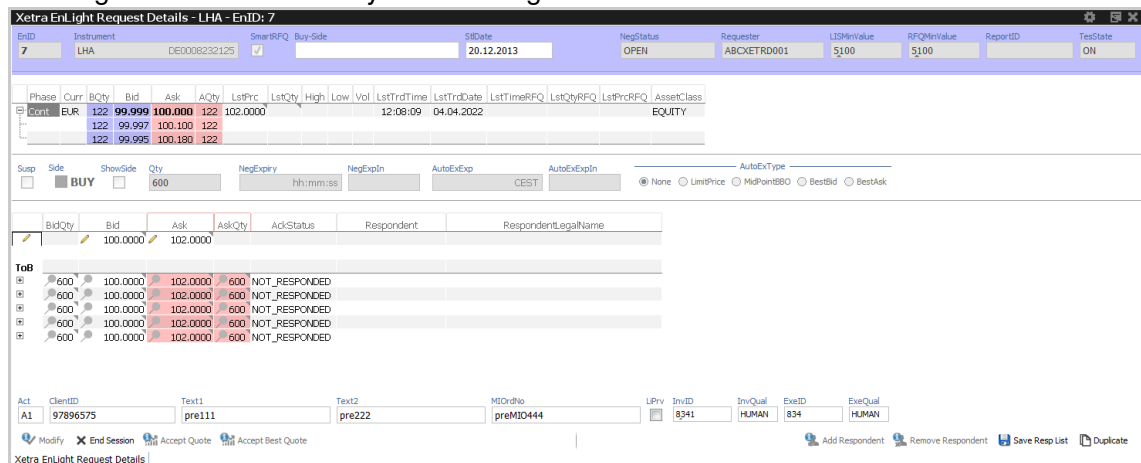 Xetra EnLight Request Details - LHA - EnID: 7
EnID Instrument SmartRFQ Buy-Side StlDate NegStatus Requester LISMinValue RFQMinValue ReportID TesState
7 LHA DE0008232125 20.12.2013 OPEN ABCXETRD001 5100 5100 ON
Phase Curr BQty Bid Ask AQty LstPrc LstQty High Low Vol LstTrdTime LstTrdDate LstTimeRFQ LstQtyRFQ LstPrcRFQ AssetClass
Cont EUR 122 99.999 100.000 122 102.0000 12:08:09 04.04.2022 EQUITY
122 99.997 100.100 122
122 99.995 100.180 122
Susp Side ShowSide Qty NegExpiry NegExpIn AutoExExp AutoExExpIn AutoExType
BUY 600 hh:mm:ss CEST None LimitPrice MidPointBBO BestBid BestAsk
BidQty Bid Ask AskQty AckStatus Respondent RespondentLegalName
100.0000 102.0000
ToB
600 100.0000 102.0000 600 NOT_RESPONDED
600 100.0000 102.0000 600 NOT_RESPONDED
600 100.0000 102.0000 600 NOT_RESPONDED
600 100.0000 102.0000 600 NOT_RESPONDED
600 100.0000 102.0000 600 NOT_RESPONDED
Act ClientID Text1 Text2 MIOrdNo LiPrv InvID InvQual ExeID ExeQual
A1 97896575 pre111 pre222 preMIO444 8341 HUMAN 834 HUMAN
Modify End Session Accept Quote Accept Best Quote Add Respondent Remove Respondent Save Resp List Duplicate
Xetra EnLight Request Details